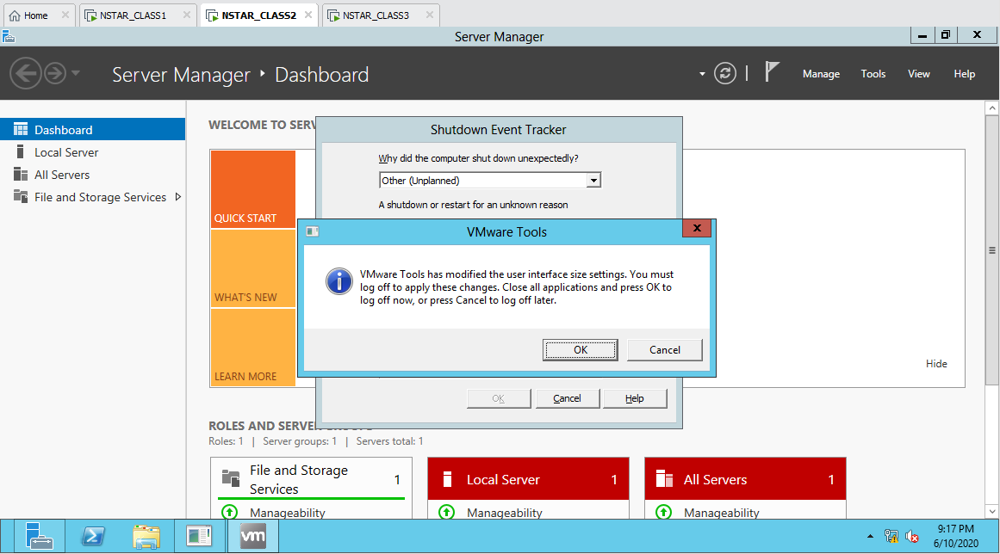 Home
NSTAR_CLASS1
NSTAR_CLASS2
NSTAR_CLASS3
Server Manager
Server Manager
Dashboard
Manage
Tools
View
Help
Dashboard
Local Server
All Servers
File and Storage Services
WELCOME TO SERV
QUICK START
WHAT'S NEW
LEARN MORE
Hide
Shutdown Event Tracker
Why did the computer shut down unexpectedly?
Other (Unplanned)
A shutdown or restart for an unknown reason
VMware Tools
VMware Tools has modified the user interface size settings. You must
log off to apply these changes. Close all applications and press OK to
log off now, or press Cancel to log off later.
OK
Cancel
OK
Cancel
Help
ROLES AND SERVER GROUPS
Roles: 1 | Server groups: 1 | Servers total: 1
File and Storage
Services
1
Manageability
Local Server
1
Manageability
All Servers
1
Manageability
vm
9:17 PM
6/10/2020